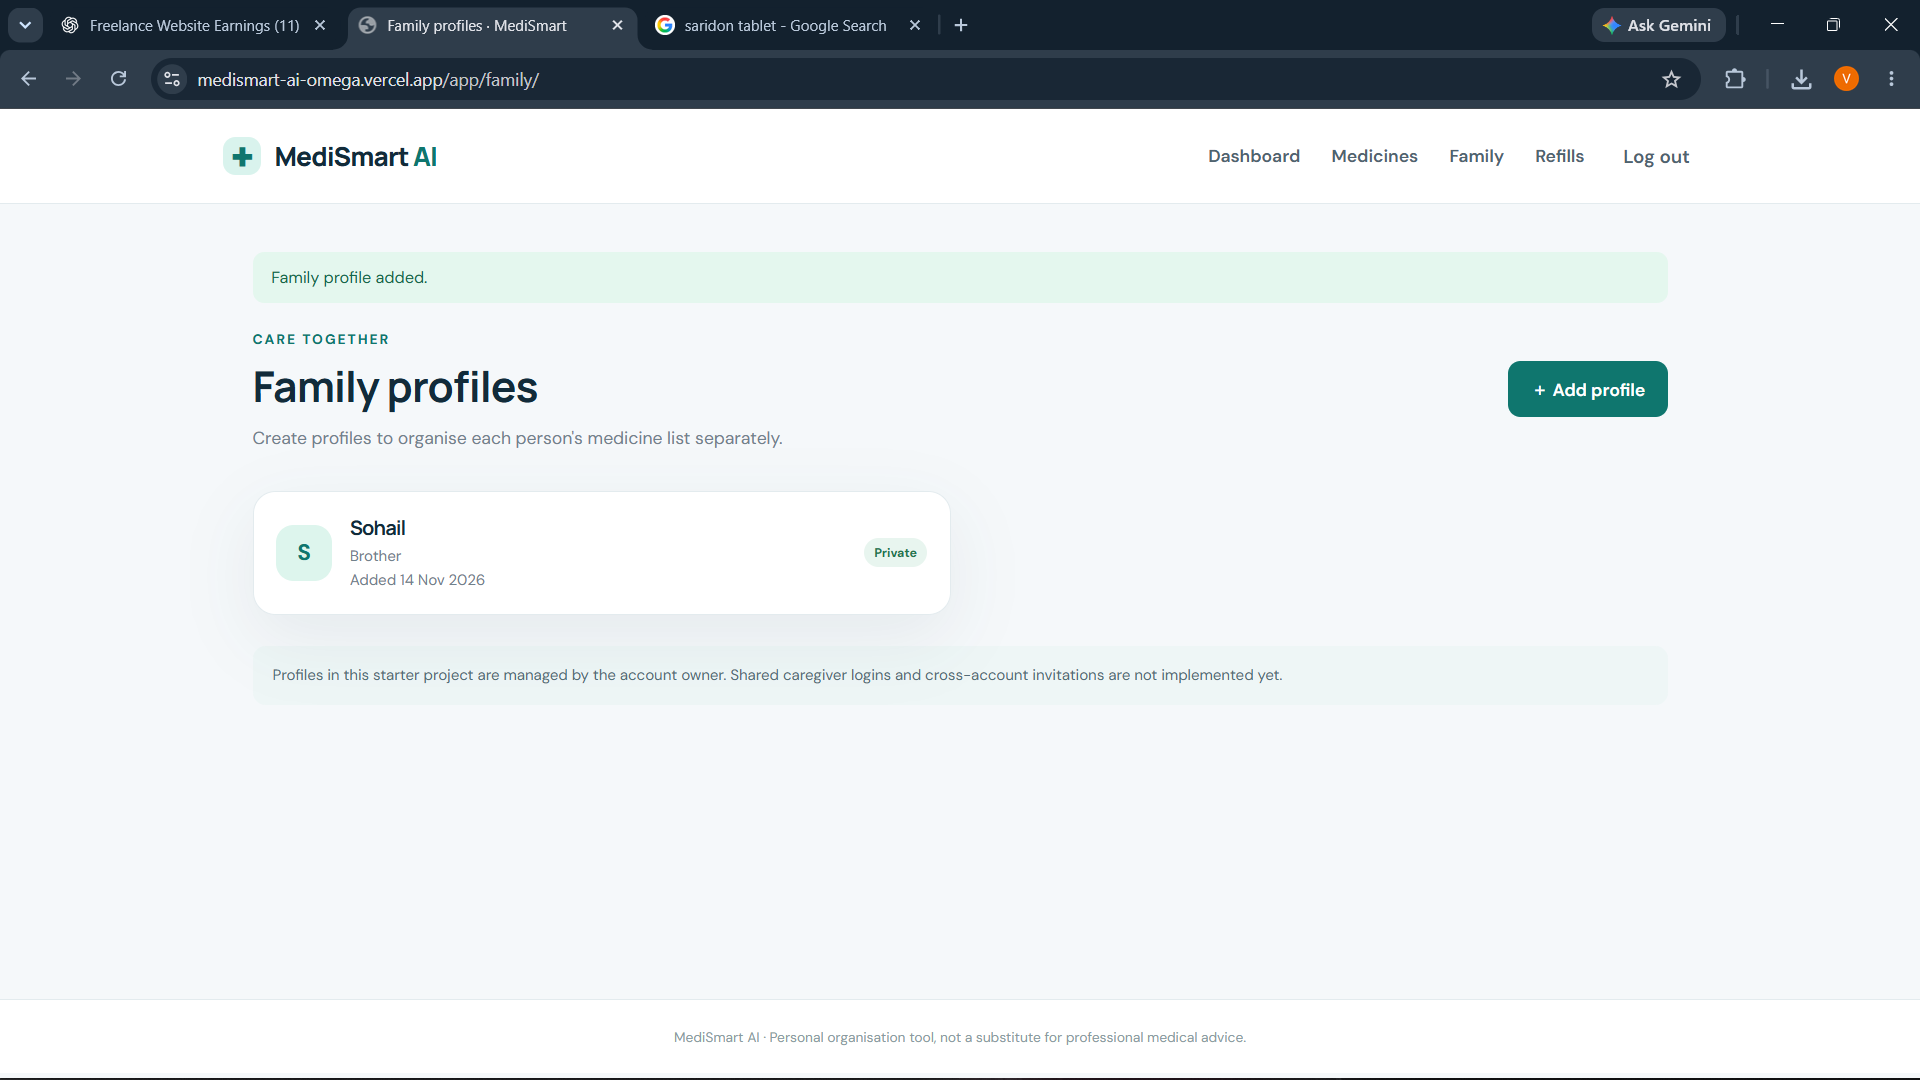 Freelance Website Earnings (11)
Family profiles · MediSmart
saridon tablet - Google Search
Ask Gemini
medismart-ai-omega.vercel.app/app/family/
V
MediSmart AI
Dashboard
Medicines
Family
Refills
Log out
Family profile added.
CARE TOGETHER
Family profiles
+ Add profile
Create profiles to organise each person's medicine list separately.
S
Sohail
Brother
Added 14 Nov 2026
Private
Profiles in this starter project are managed by the account owner. Shared caregiver logins and cross-account invitations are not implemented yet.
MediSmart AI · Personal organisation tool, not a substitute for professional medical advice.